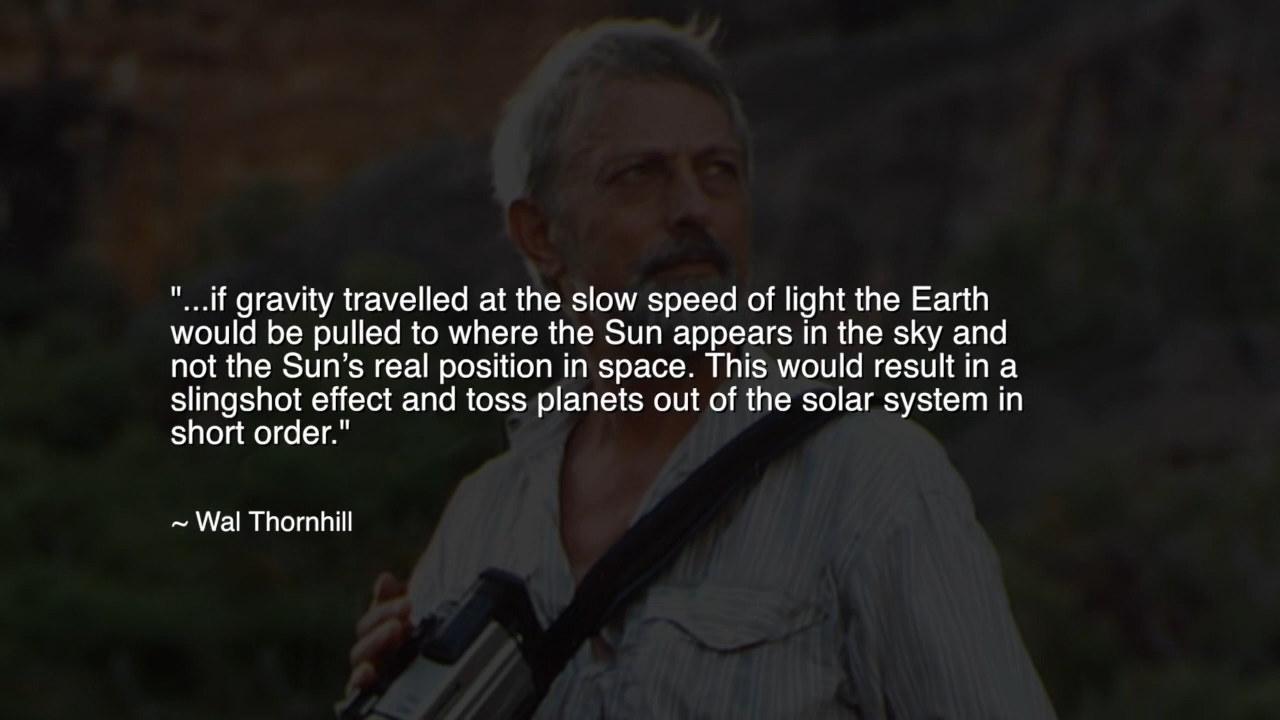 "...if gravity travelled at the slow speed of light the Earth
would be pulled to where the Sun appears in the sky and
not the Sun’s real position in space. This would result in a
slingshot effect and toss planets out of the solar system in
short order."
~ Wal Thornhill